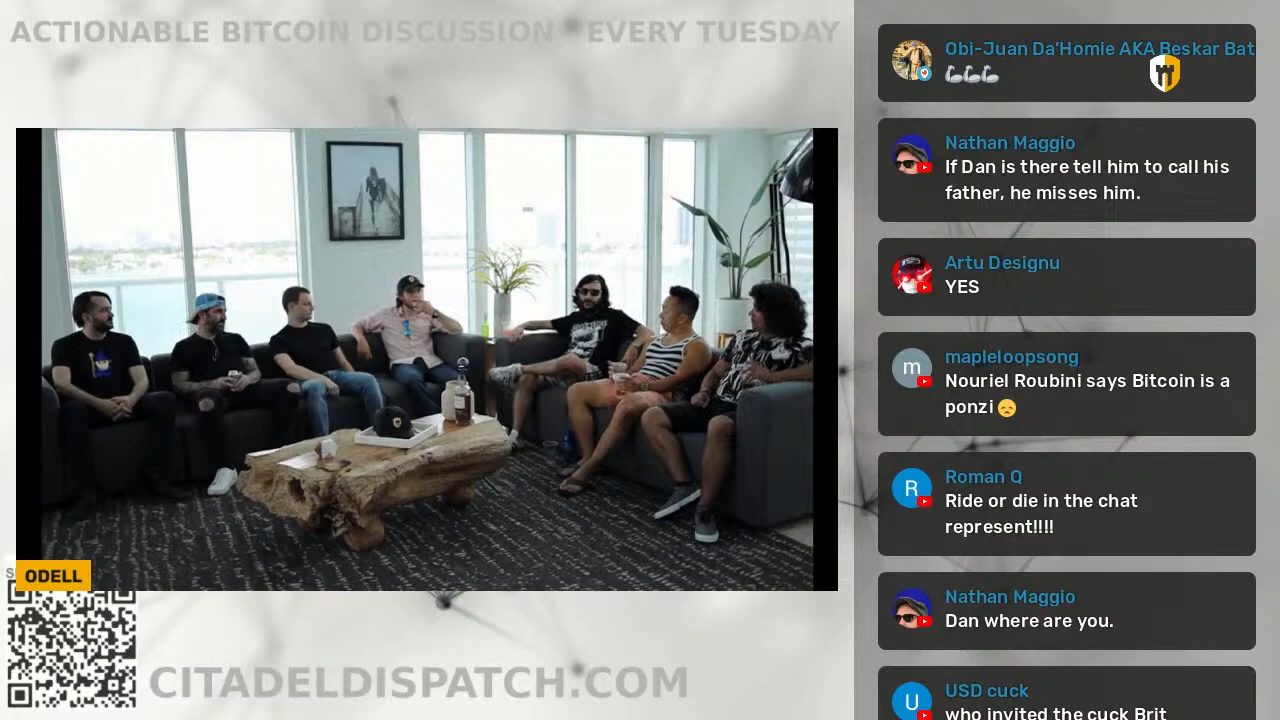 ACTIONABLE BITCOIN DISCUSSION * EVERY TUESDAY
ODELL
CITADELDISPATCH.COM
Obi-Juan Da'Homie AKA Beskar Bat
🦾🦾🦾
Nathan Maggio
If Dan is there tell him to call his
father, he misses him.
Artu Designu
YES
m
mapleloopsong
Nouriel Roubini says Bitcoin is a
ponzi 😞
R
Roman Q
Ride or die in the chat
represent!!!!
Nathan Maggio
Dan where are you.
U
USD cuck
who invited the cuck Brit